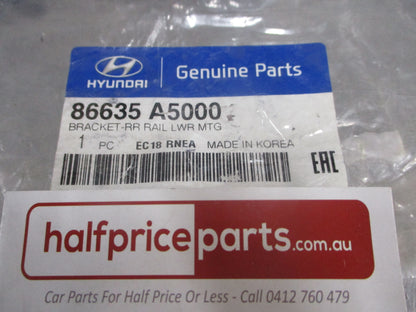 HYUNDAI
Genuine Parts
86635 A5000
BRACKET-RR RAIL LWR MTG
1 PC EC18 RNEA MADE IN KOREA
EAC
halfpriceparts.com.au
Car Parts For Half Price Or Less - Call 0412 760 479